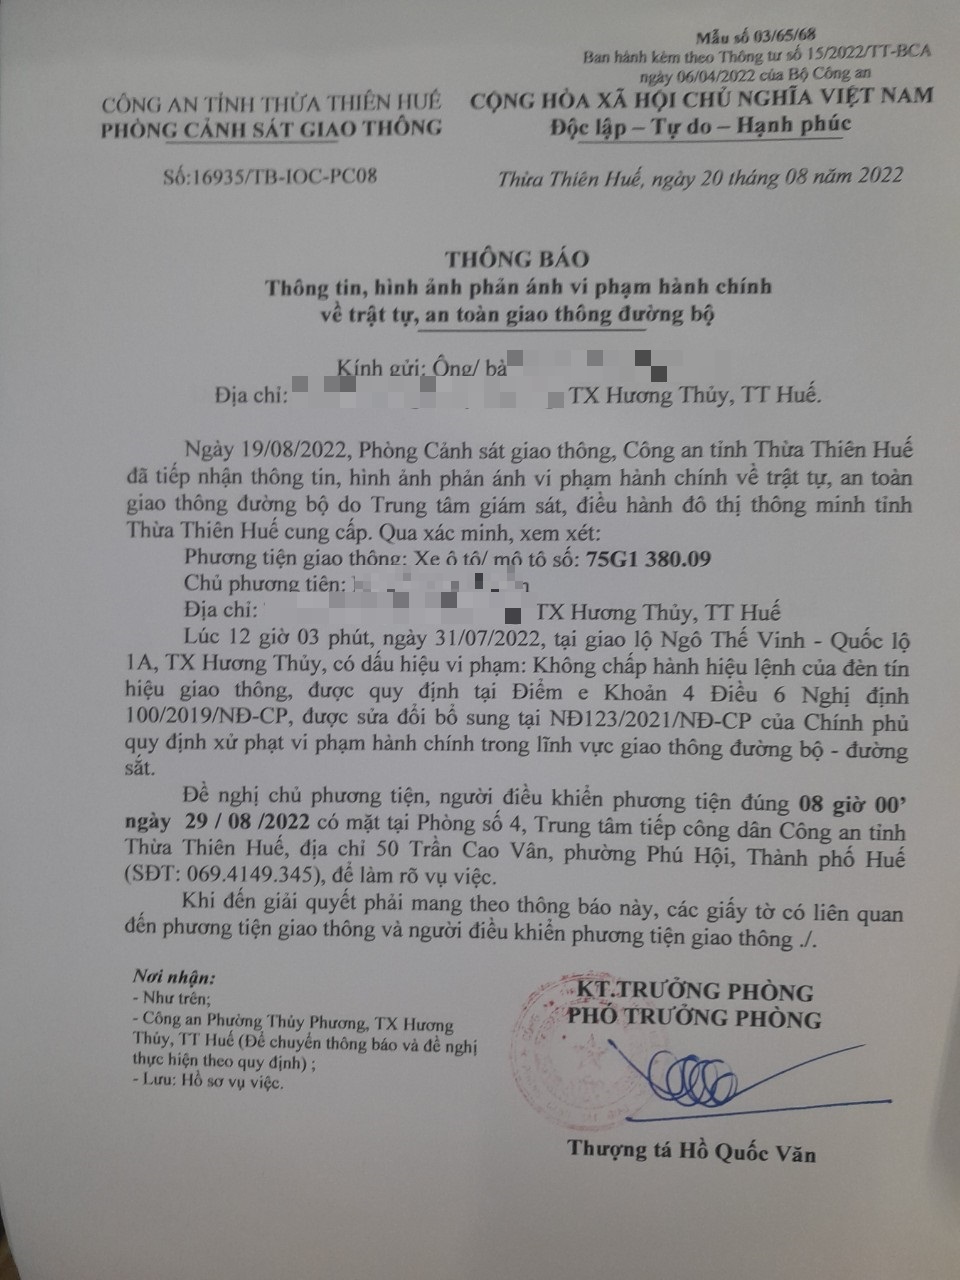 Mẫu số 03/65/68
Ban hành kèm theo Thông tư số 15/2022/TT-BCA
ngày 06/04/2022 của Bộ Công an
CÔNG AN TỈNH THỪA THIÊN HUẾ
PHÒNG CẢNH SÁT GIAO THÔNG
CỘNG HÒA XÃ HỘI CHỦ NGHĨA VIỆT NAM
Độc lập – Tự do – Hạnh phúc
Số:16935/TB-IOC-PC08
Thừa Thiên Huế, ngày 20 tháng 08 năm 2022
THÔNG BÁO
Thông tin, hình ảnh phản ánh vi phạm hành chính
về trật tự, an toàn giao thông đường bộ
Kính gửi: Ông/ bà
Địa chỉ: TX Hương Thủy, TT Huế.
Ngày 19/08/2022, Phòng Cảnh sát giao thông, Công an tỉnh Thừa Thiên Huế
đã tiếp nhận thông tin, hình ảnh phản ánh vi phạm hành chính về trật tự, an toàn
giao thông đường bộ do Trung tâm giám sát, điều hành đô thị thông minh tỉnh
Thừa Thiên Huế cung cấp. Qua xác minh, xem xét:
Phương tiện giao thông: Xe ô tô/ mô tô số: 75G1 380.09
Chủ phương tiện:
Địa chỉ: TX Hương Thủy, TT Huế
Lúc 12 giờ 03 phút, ngày 31/07/2022, tại giao lộ Ngô Thế Vinh - Quốc lộ
1A, TX Hương Thủy, có dấu hiệu vi phạm: Không chấp hành hiệu lệnh của đèn tín
hiệu giao thông, được quy định tại Điểm e Khoản 4 Điều 6 Nghị định
100/2019/NĐ-CP, được sửa đổi bổ sung tại NĐ123/2021/NĐ-CP của Chính phủ
quy định xử phạt vi phạm hành chính trong lĩnh vực giao thông đường bộ - đường
sắt.
Đề nghị chủ phương tiện, người điều khiển phương tiện đúng 08 giờ 00’
ngày 29 / 08 /2022 có mặt tại Phòng số 4, Trung tâm tiếp công dân Công an tỉnh
Thừa Thiên Huế, địa chỉ 50 Trần Cao Vân, phường Phú Hội, Thành phố Huế
(SĐT: 069.4149.345), để làm rõ vụ việc.
Khi đến giải quyết phải mang theo thông báo này, các giấy tờ có liên quan
đến phương tiện giao thông và người điều khiển phương tiện giao thông ./.
Nơi nhận:
- Như trên;
- Công an Phường Thủy Phương, TX Hương
Thủy, TT Huế (Để chuyển thông báo và đề nghị
thực hiện theo quy định) ;
- Lưu: Hồ sơ vụ việc.
KT.TRƯỞNG PHÒNG
PHÓ TRƯỞNG PHÒNG
Thượng tá Hồ Quốc Văn